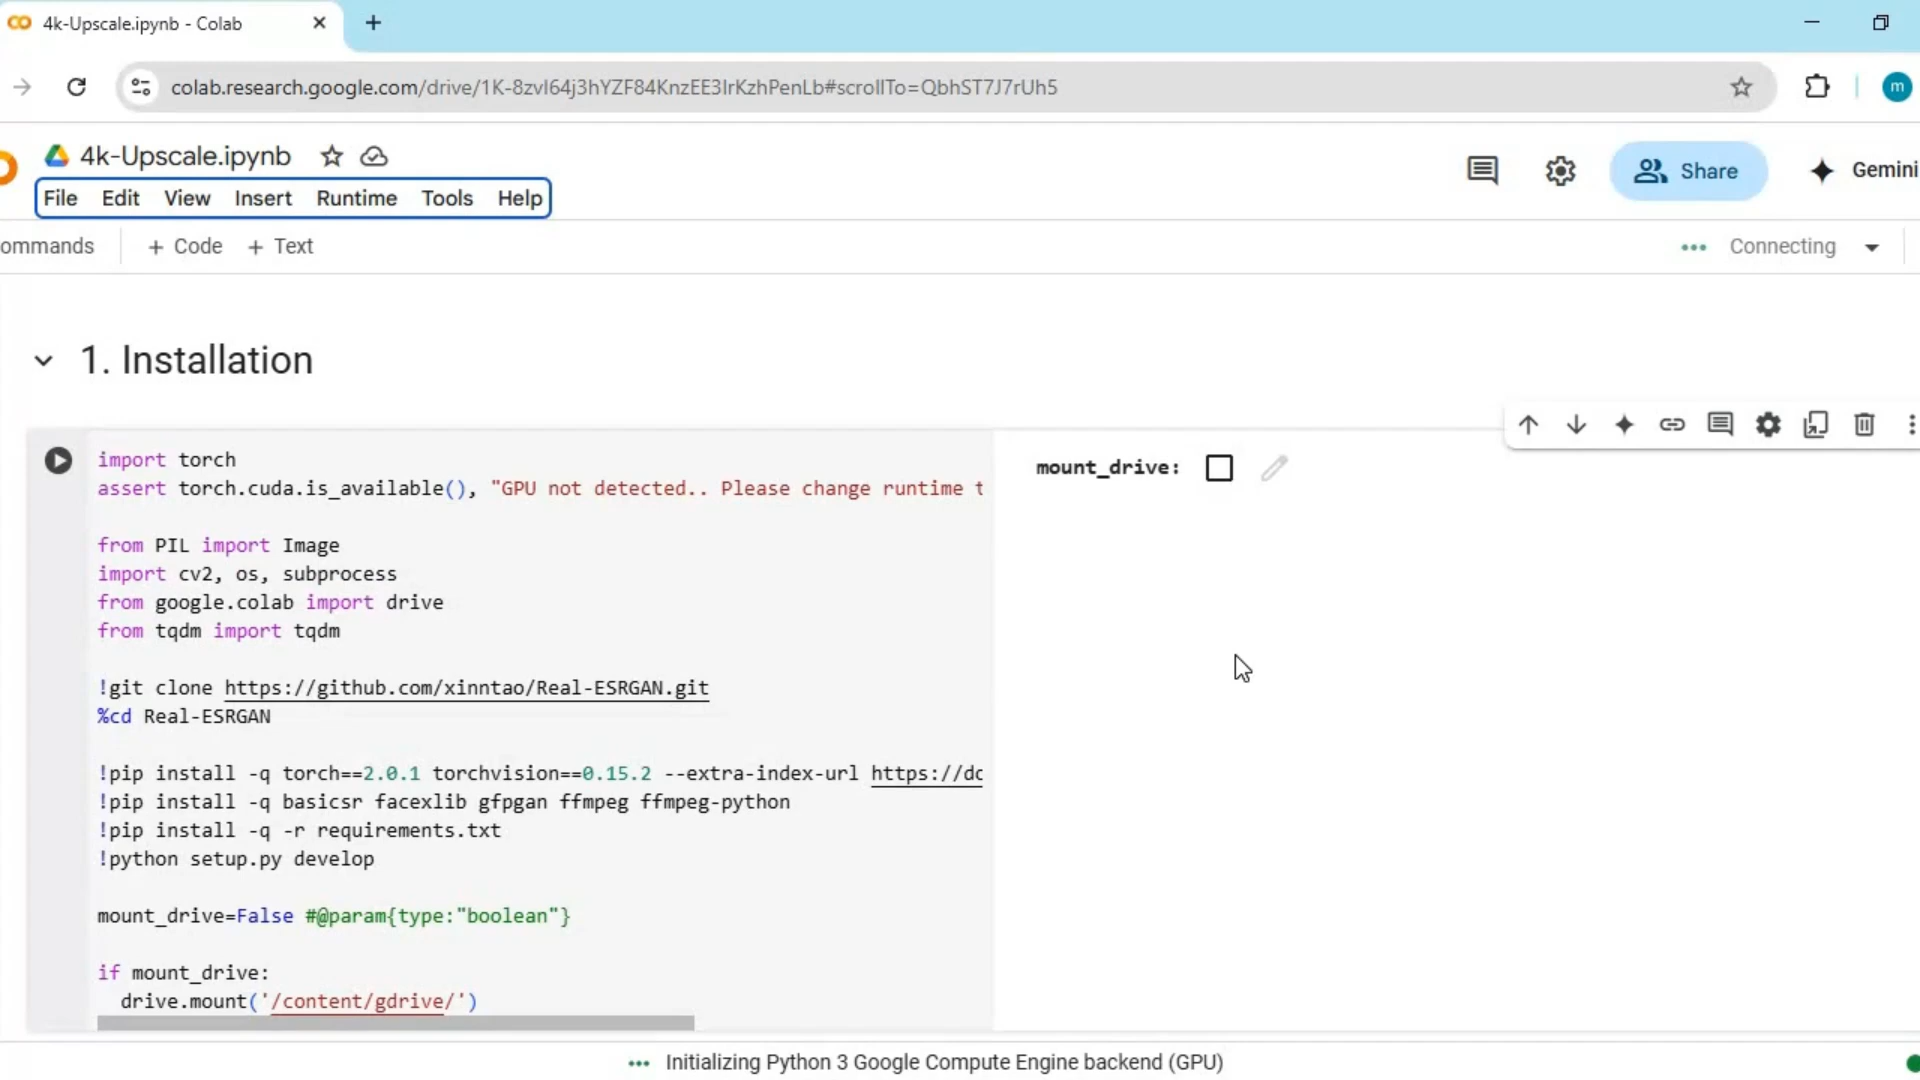 4k-Upscale.ipynb - Colab
colab.research.google.com/drive/1K-8zvI64j3hYZF84KnzEE3IrKzhPenLb#scrollTo=QbhST7J7rUh5
m
4k-Upscale.ipynb
File Edit View Insert Runtime Tools Help
Share
Gemini
ommands
+ Code + Text
Connecting
1. Installation
import torch
assert torch.cuda.is_available(), "GPU not detected.. Please change runtime t
from PIL import Image
import cv2, os, subprocess
from google.colab import drive
from tqdm import tqdm
!git clone https://github.com/xinntao/Real-ESRGAN.git
%cd Real-ESRGAN
!pip install -q torch==2.0.1 torchvision==0.15.2 --extra-index-url https://dc
!pip install -q basicsr facexlib gfpgan ffmpeg ffmpeg-python
!pip install -q -r requirements.txt
!python setup.py develop
mount_drive=False #@param{type:"boolean"}
if mount_drive:
drive.mount('/content/gdrive/')
mount_drive:
Initializing Python 3 Google Compute Engine backend (GPU)